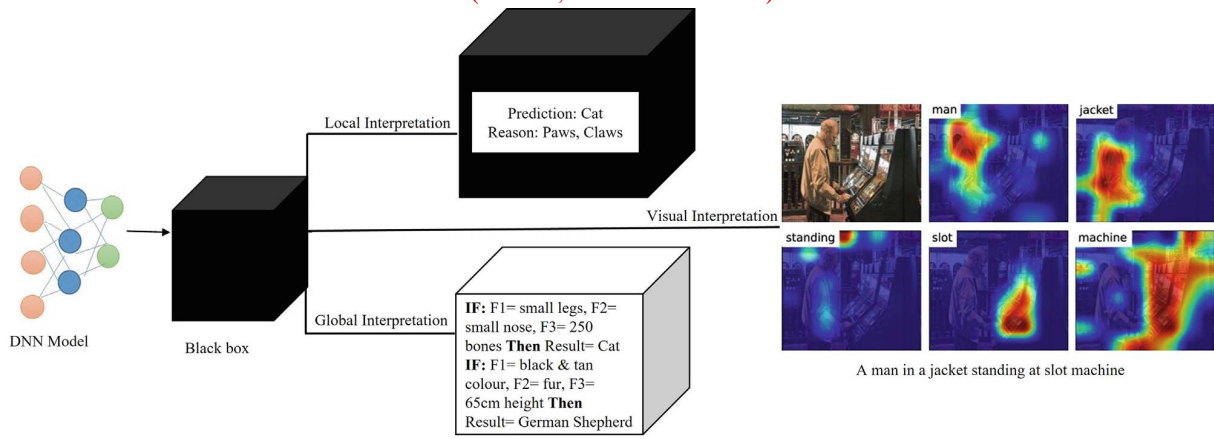 Prediction: Cat
Reason: Paws, Claws
Local Interpretation
man
jacket
Visual Interpretation
standing
slot
machine
IF: F1= small legs, F2=
small nose, F3= 250
bones Then Result= Cat
IF: F1= black & tan
colour, F2= fur, F3=
65cm height Then
Result= German Shepherd
Global Interpretation
DNN Model
Black box
A man in a jacket standing at slot machine